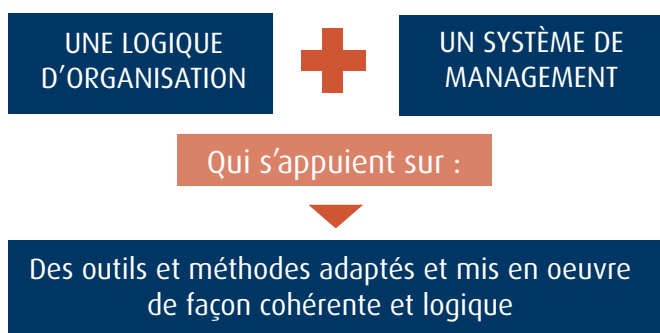 UNE LOGIQUE
D’ORGANISATION
UN SYSTÈME DE
MANAGEMENT
Qui s’appuient sur :
Des outils et méthodes adaptés et mis en oeuvre
de façon cohérente et logique